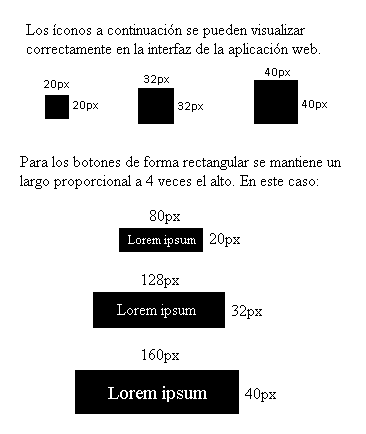 Los íconos a continuación se pueden visualizar
correctamente en la interfaz de la aplicación web.
20px
20px
32px
32px
40px
40px
Para los botones de forma rectangular se mantiene un
largo proporcional a 4 veces el alto. En este caso:
80px
Lorem ipsum
20px
128px
Lorem ipsum
32px
160px
Lorem ipsum
40px